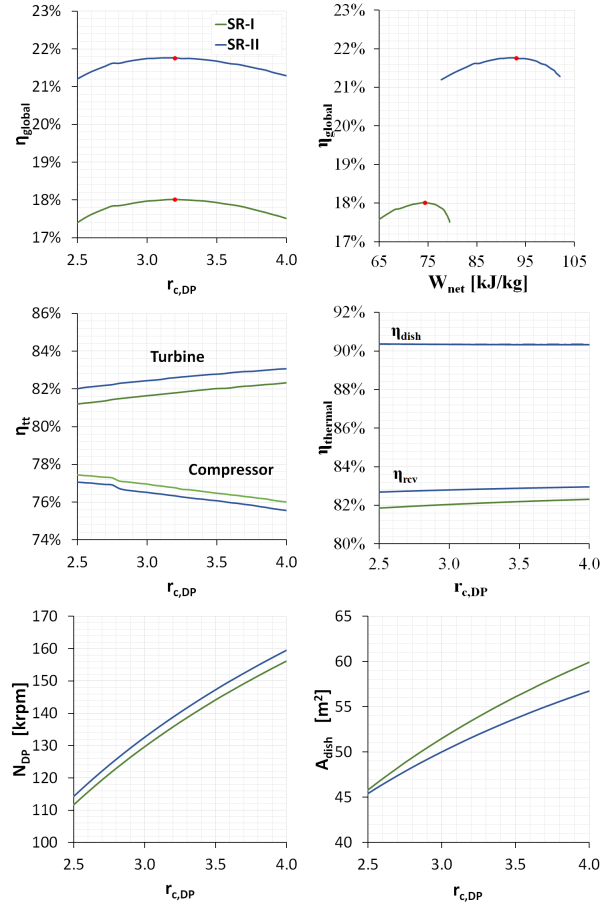 23%
22%
21%
20%
19%
18%
17%
η_global
SR-I
SR-II
2.5 3.0 3.5 4.0
r_c,DP
23%
22%
21%
20%
19%
18%
17%
η_global
65 75 85 95 105
W_net [kJ/kg]
86%
84%
82%
80%
78%
76%
74%
η_tt
Turbine
Compressor
2.5 3.0 3.5 4.0
r_c,DP
92%
90%
88%
86%
84%
82%
80%
η_thermal
η_dish
η_rcv
2.5 3.0 3.5 4.0
r_c,DP
170
160
150
140
130
120
110
100
N_DP [krpm]
2.5 3.0 3.5 4.0
r_c,DP
65
60
55
50
45
40
A_dish [m²]
2.5 3.0 3.5 4.0
r_c,DP